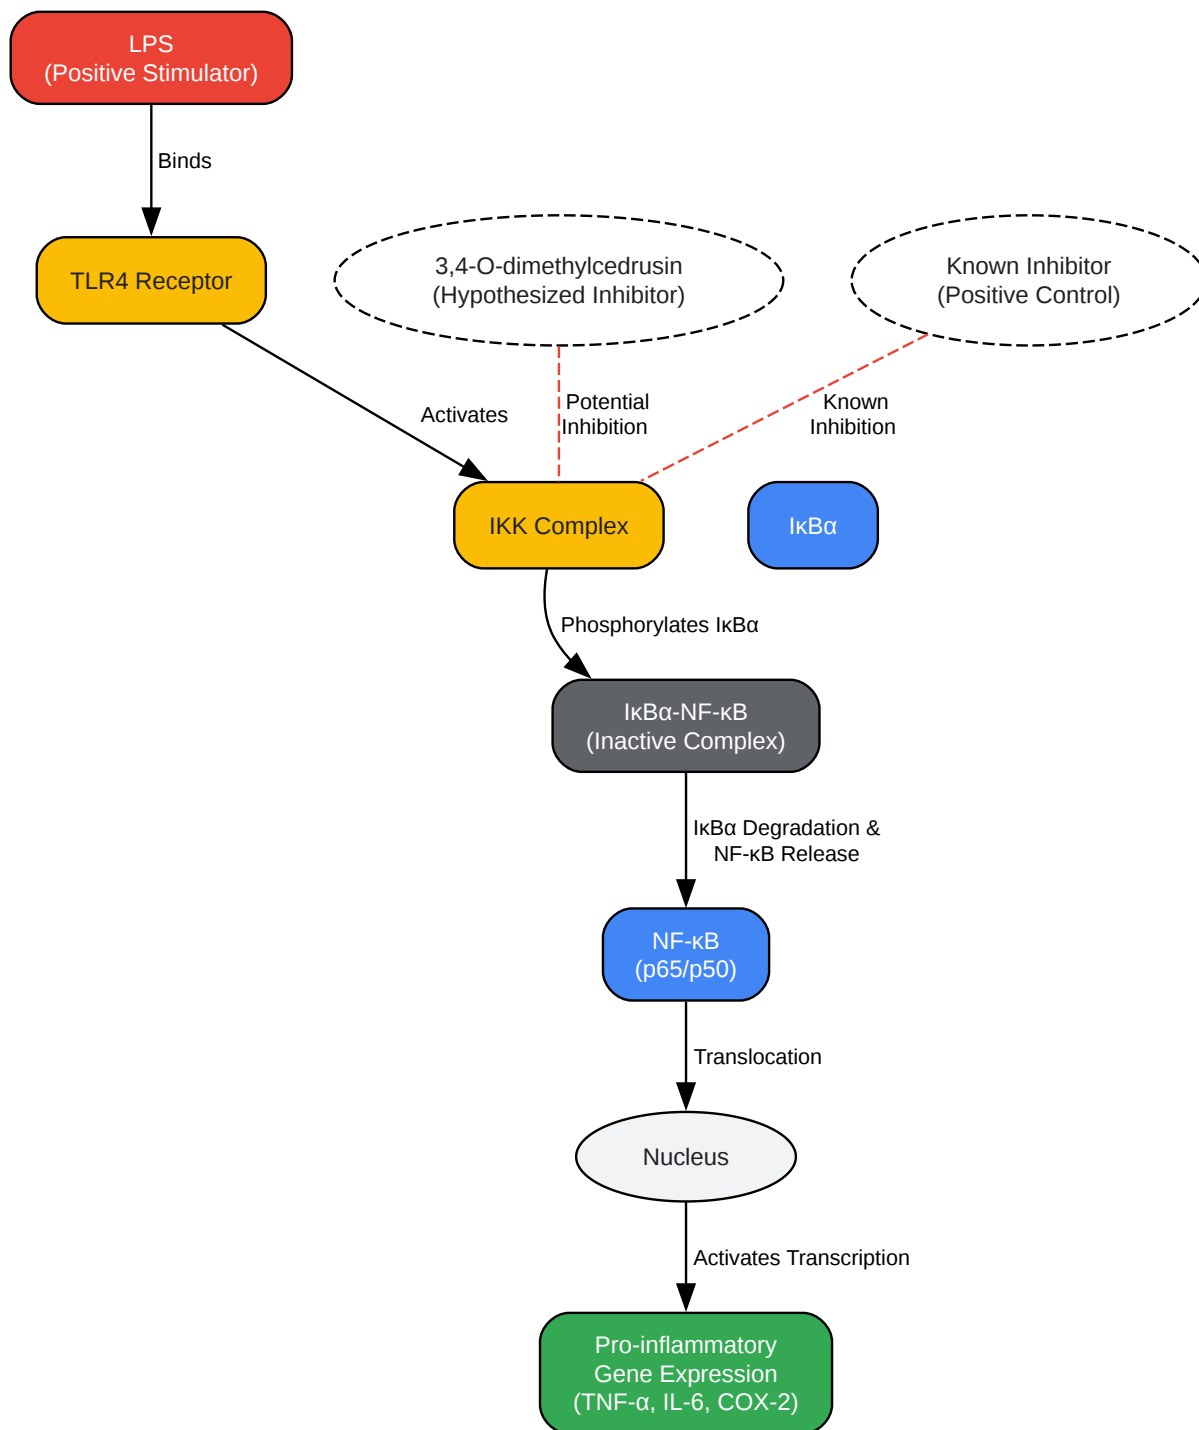 LPS
(Positive Stimulator)
Binds
TLR4 Receptor
3,4-O-dimethylcedrusin
(Hypothesized Inhibitor)
Known Inhibitor
(Positive Control)
Activates
Potential
Inhibition
Known
Inhibition
IKK Complex
IκBα
Phosphorylates IκBα
IκBα-NF-κB
(Inactive Complex)
IκBα Degradation &
NF-κB Release
NF-κB
(p65/p50)
Translocation
Nucleus
Activates Transcription
Pro-inflammatory
Gene Expression
(TNF-α, IL-6, COX-2)